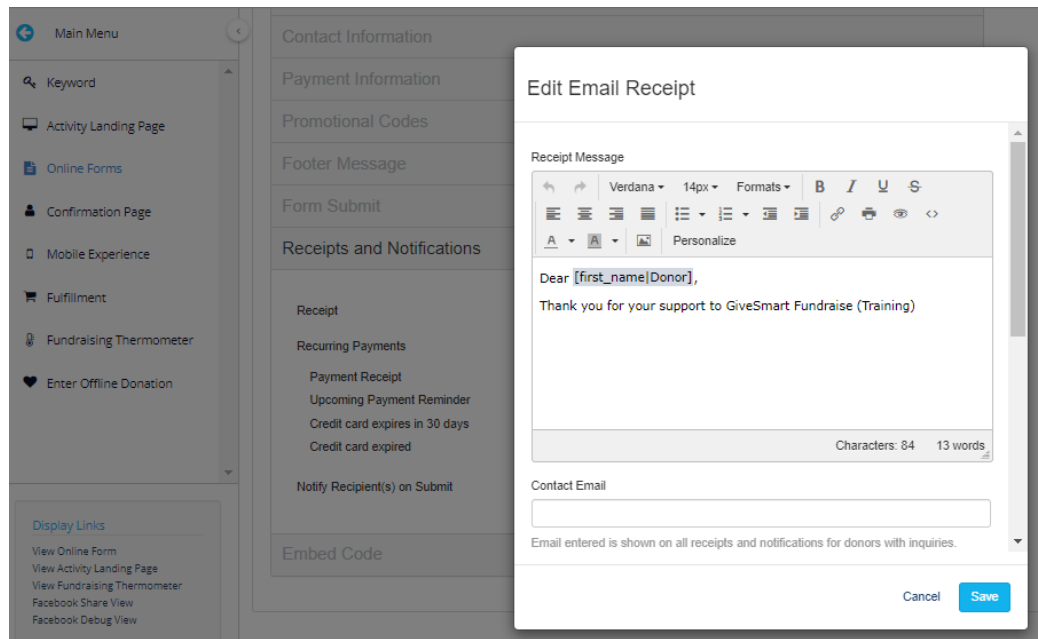 Main Menu
Keyword
Activity Landing Page
Online Forms
Confirmation Page
Mobile Experience
Fulfillment
Fundraising Thermometer
Enter Offline Donation
Display Links
View Online Form
View Activity Landing Page
View Fundraising Thermometer
Facebook Share View
Facebook Debug View
Contact Information
Payment Information
Promotional Codes
Footer Message
Form Submit
Receipts and Notifications
Receipt
Recurring Payments
Payment Receipt
Upcoming Payment Reminder
Credit card expires in 30 days
Credit card expired
Notify Recipient(s) on Submit
Embed Code
Edit Email Receipt
Receipt Message
Verdana 14px Formats B I U S
A A Personalize
Dear [first_name|Donor],
Thank you for your support to GiveSmart Fundraise (Training)
Characters: 84 13 words
Contact Email
Email entered is shown on all receipts and notifications for donors with inquiries.
Cancel Save